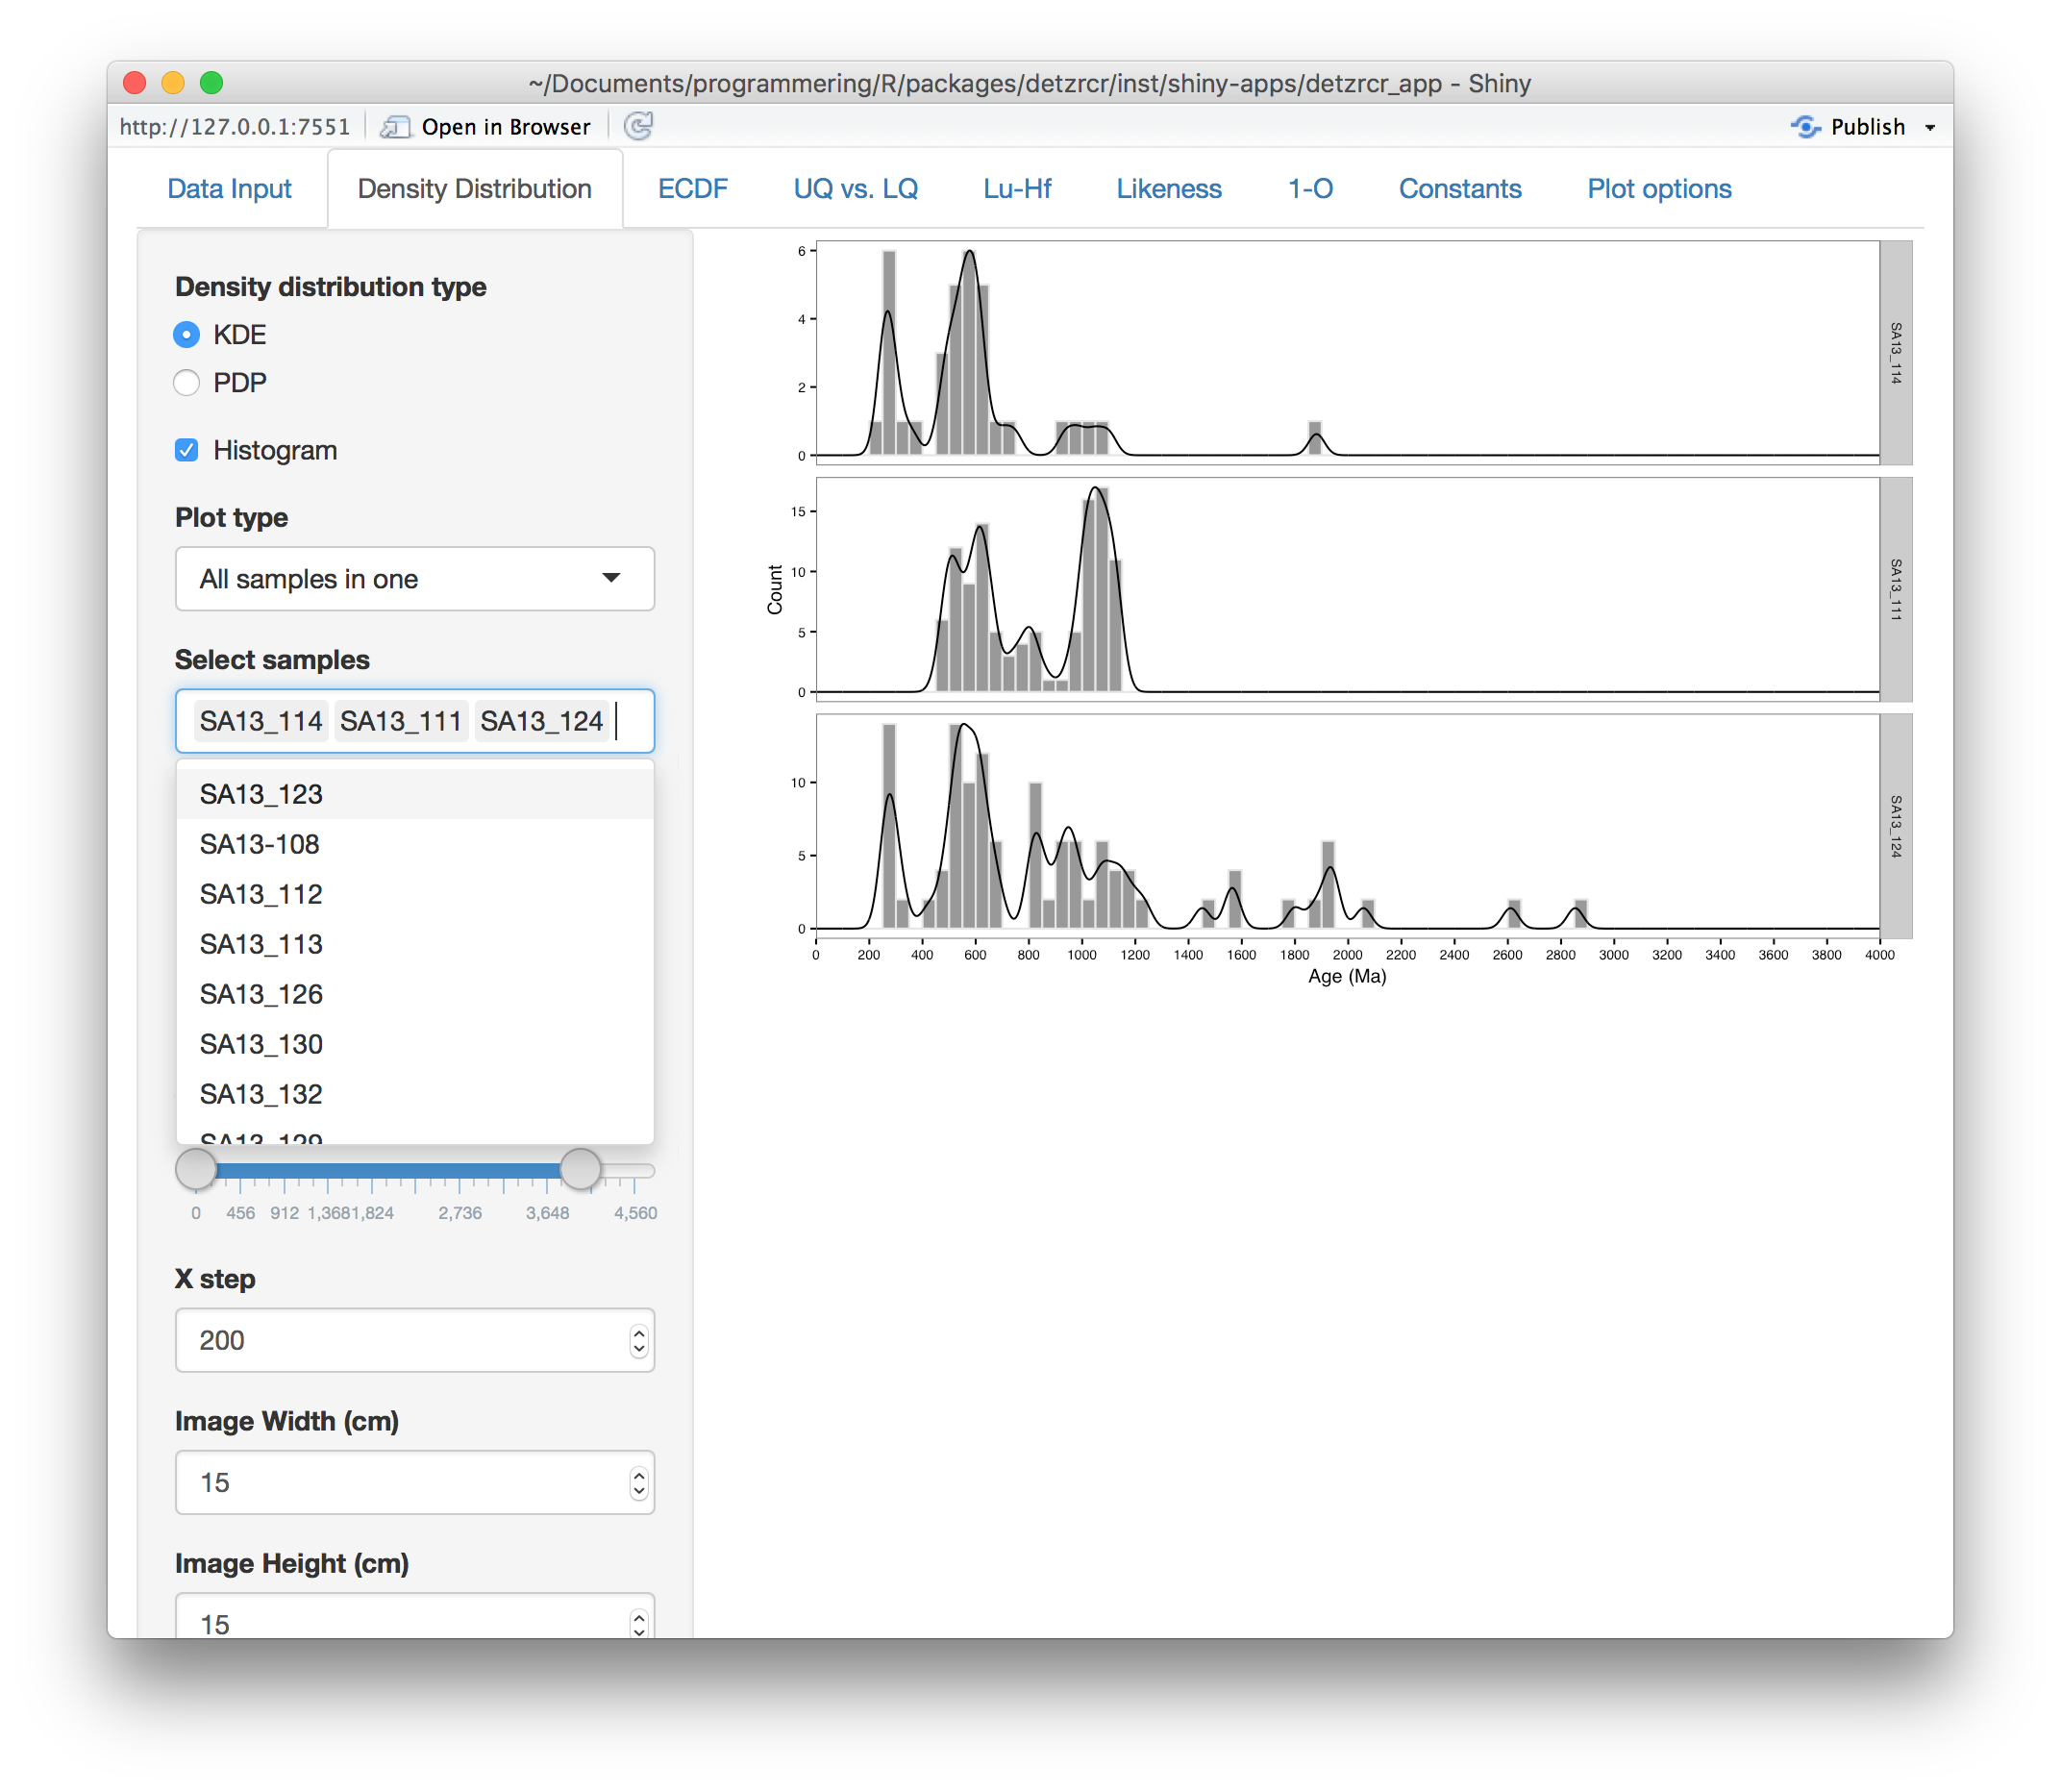 ~/Documents/programmering/R/packages/detzrcr/inst/shiny-apps/detzrcr_app - Shiny
http://127.0.0.1:7551 Open in Browser Publish
Data Input Density Distribution ECDF UQ vs. LQ Lu-Hf Likeness 1-O Constants Plot options
Density distribution type
KDE
PDP
Histogram
Plot type
All samples in one
Select samples
SA13_114 SA13_111 SA13_124
SA13_123
SA13-108
SA13_112
SA13_113
SA13_126
SA13_130
SA13_132
SA13_129
0 456 912 1,368 1,824 2,736 3,648 4,560
X step
200
Image Width (cm)
15
Image Height (cm)
15
6
4
2
0
SA13_114
15
10
5
0
SA13_111
Count
10
5
0
SA13_124
0 200 400 600 800 1000 1200 1400 1600 1800 2000 2200 2400 2600 2800 3000 3200 3400 3600 3800 4000
Age (Ma)